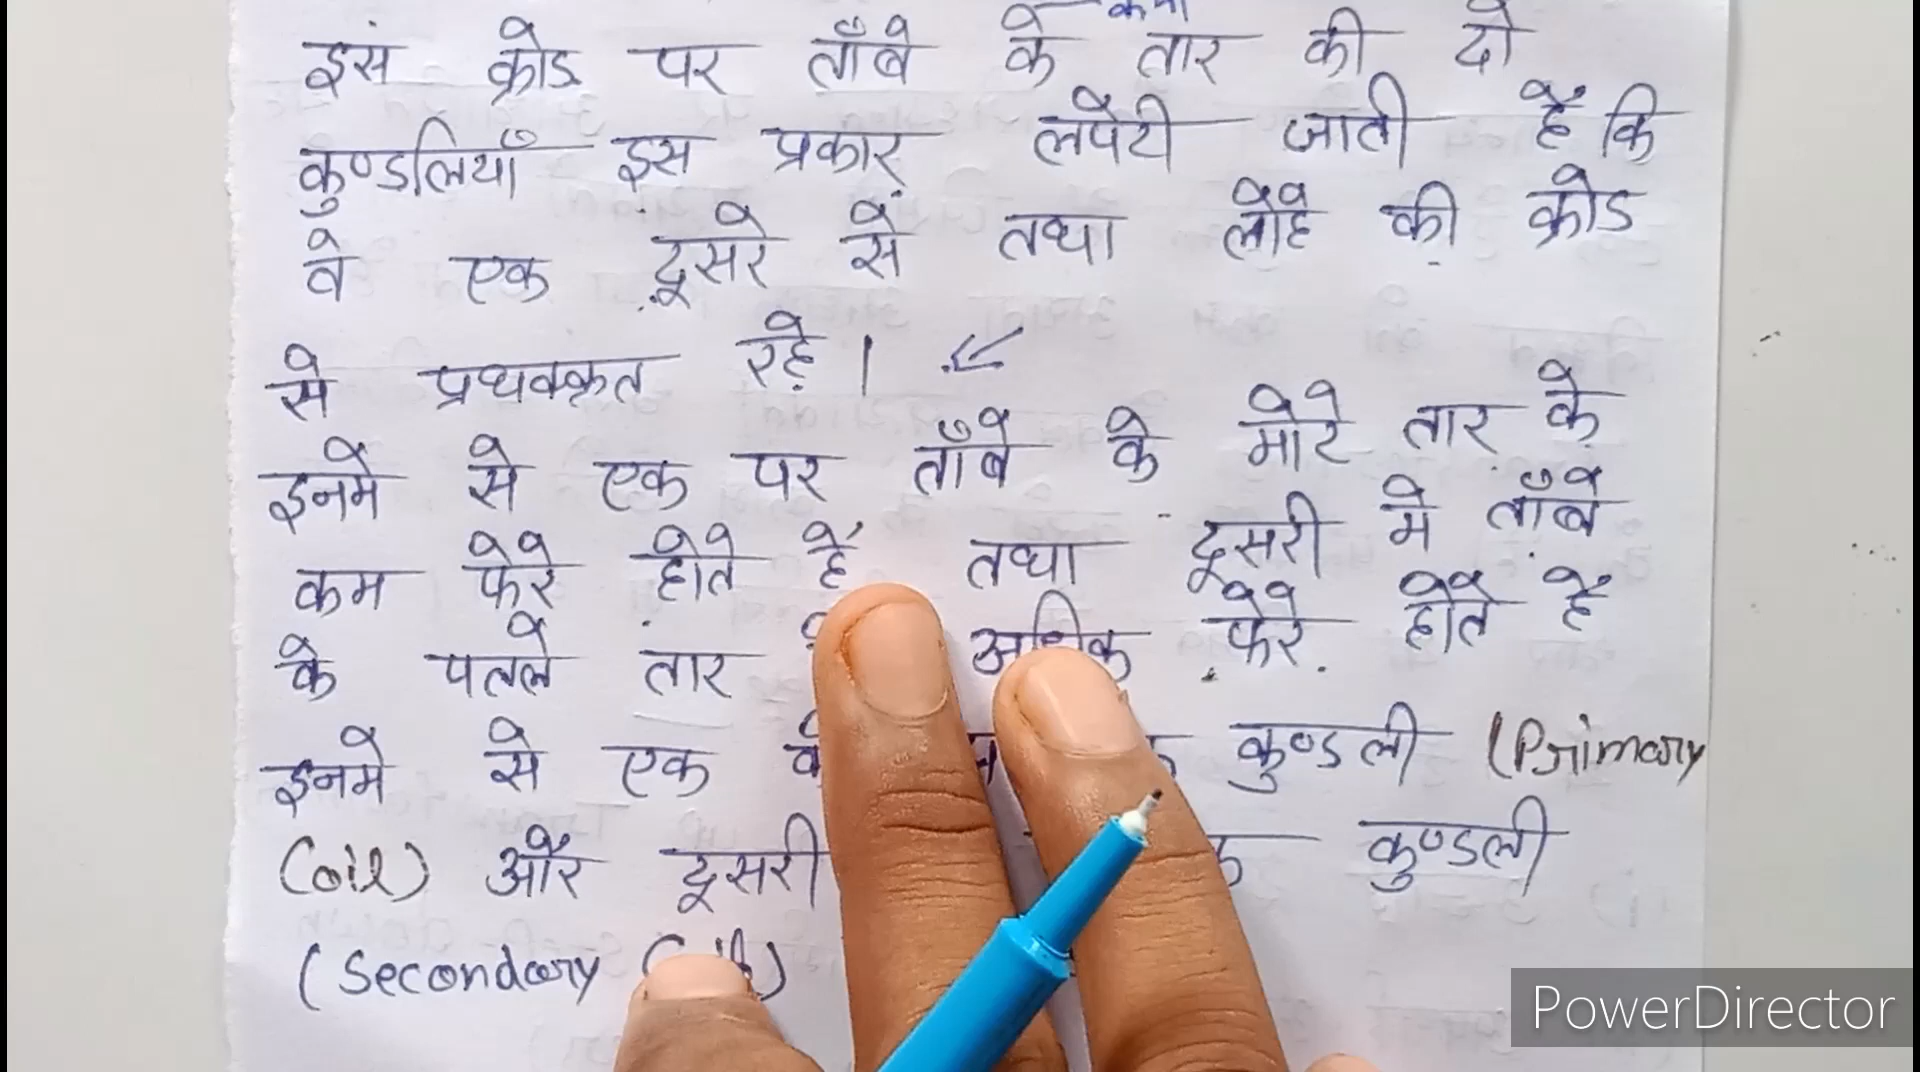 इस क्रोड पर ताँबे के तार की दो
कुण्डलियाँ इस प्रकार लपेटी जाती है कि
वे एक दूसरे से तथा लोहे की क्रोड
से प्रथक्कृत रहे।
इनमें से एक पर ताँबे के मोटे तार के
कम फेरे होते है तथा दूसरी मे ताँबे
के पतले तार अधिक फेरे होते है
इनमे से एक कुण्डली (Primary
Coil) और दूसरी कुण्डली
(Secondary
PowerDirector